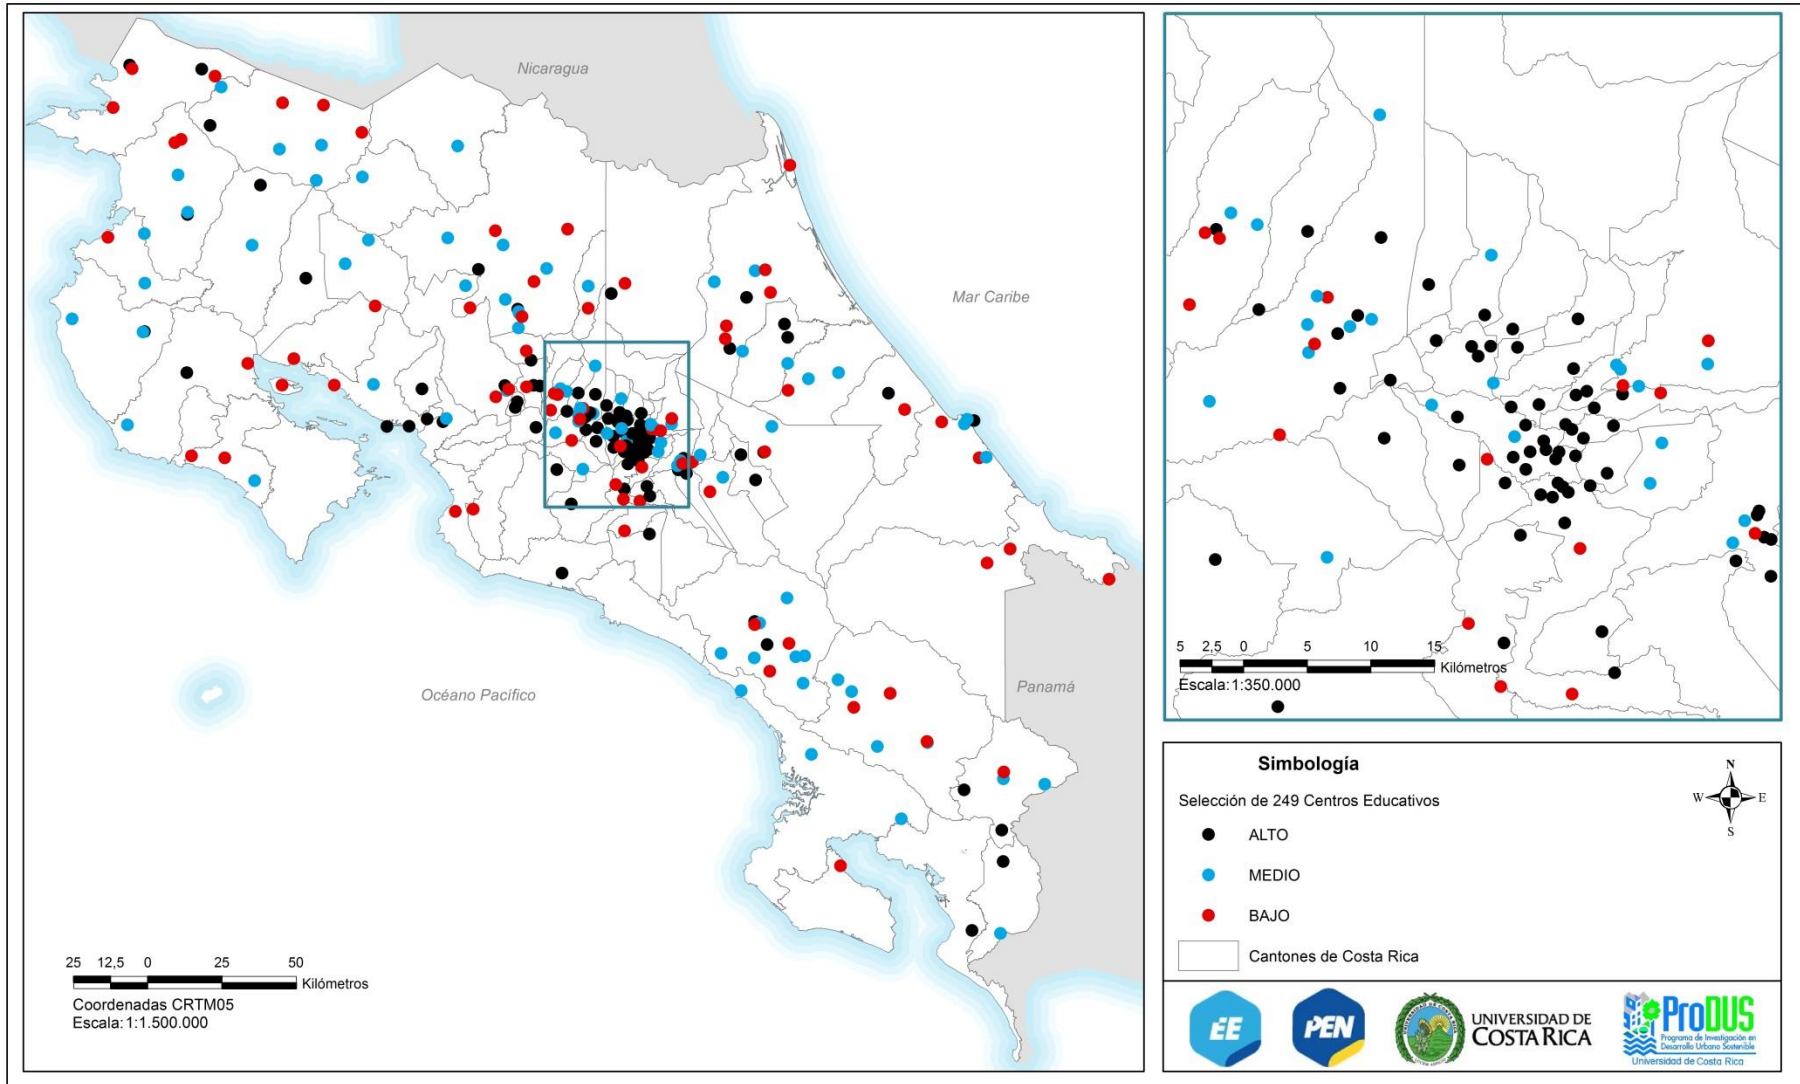 Nicaragua
Mar Caribe
Océano Pacífico
Panamá
25 12,5 0 25 50
Kilómetros
Coordenadas CRTM05
Escala: 1:1.500.000
5 2,5 0 5 10 15
Kilómetros
Escala: 1:350.000
Simbología
Selección de 249 Centros Educativos
ALTO
MEDIO
BAJO
Cantones de Costa Rica
N
W E
S
EE
PEN
UNIVERSIDAD DE
COSTA RICA
ProDUS
Programa de Investigación en
Desarrollo Urbano Sostenible
Universidad de Costa Rica